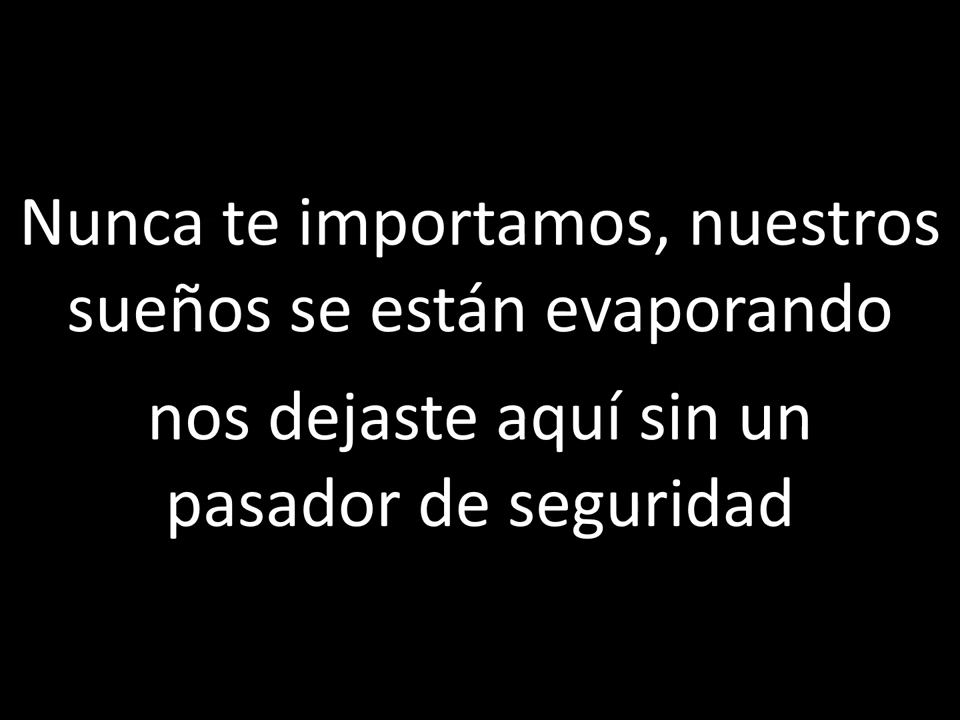 Nunca te importamos, nuestros
sueños se están evaporando
nos dejaste aquí sin un
pasador de seguridad